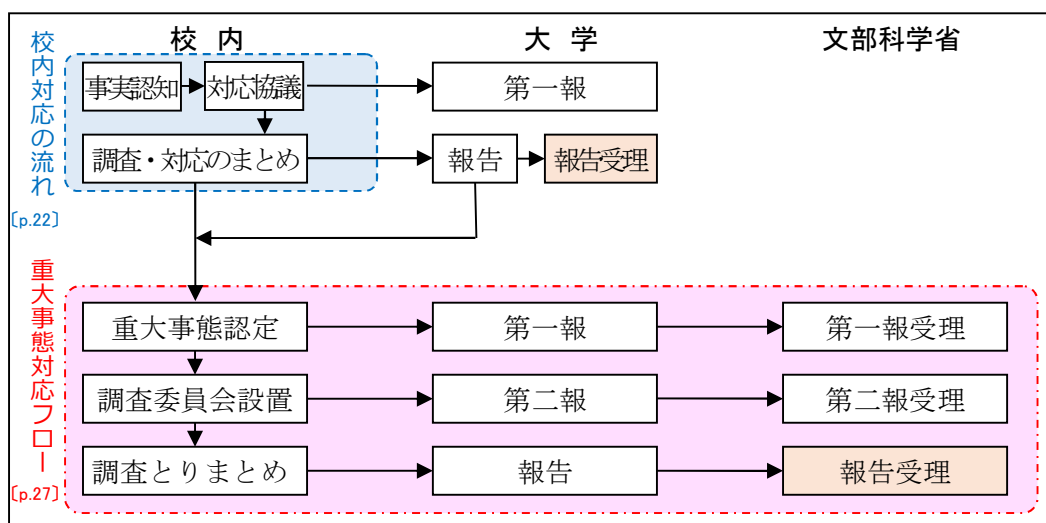 校内 大学 文部科学省
校内対応の流れ
〔p.22〕
事実認知 対応協議 第一報
調査・対応のまとめ 報告 報告受理
重大事態対応フロー
〔p.27〕
重大事態認定 第一報 第一報受理
調査委員会設置 第二報 第二報受理
調査とりまとめ 報告 報告受理